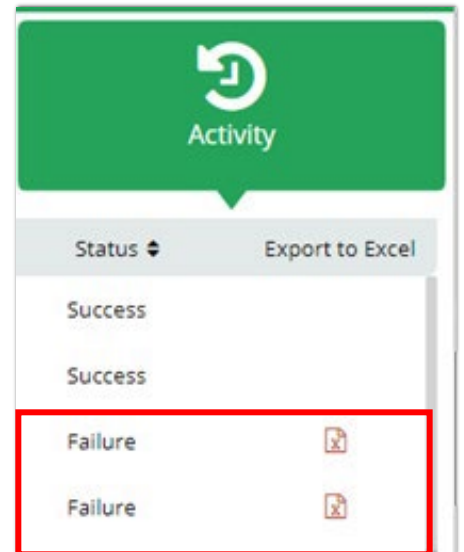 Activity
Status Export to Excel
Success
Success
Failure
Failure